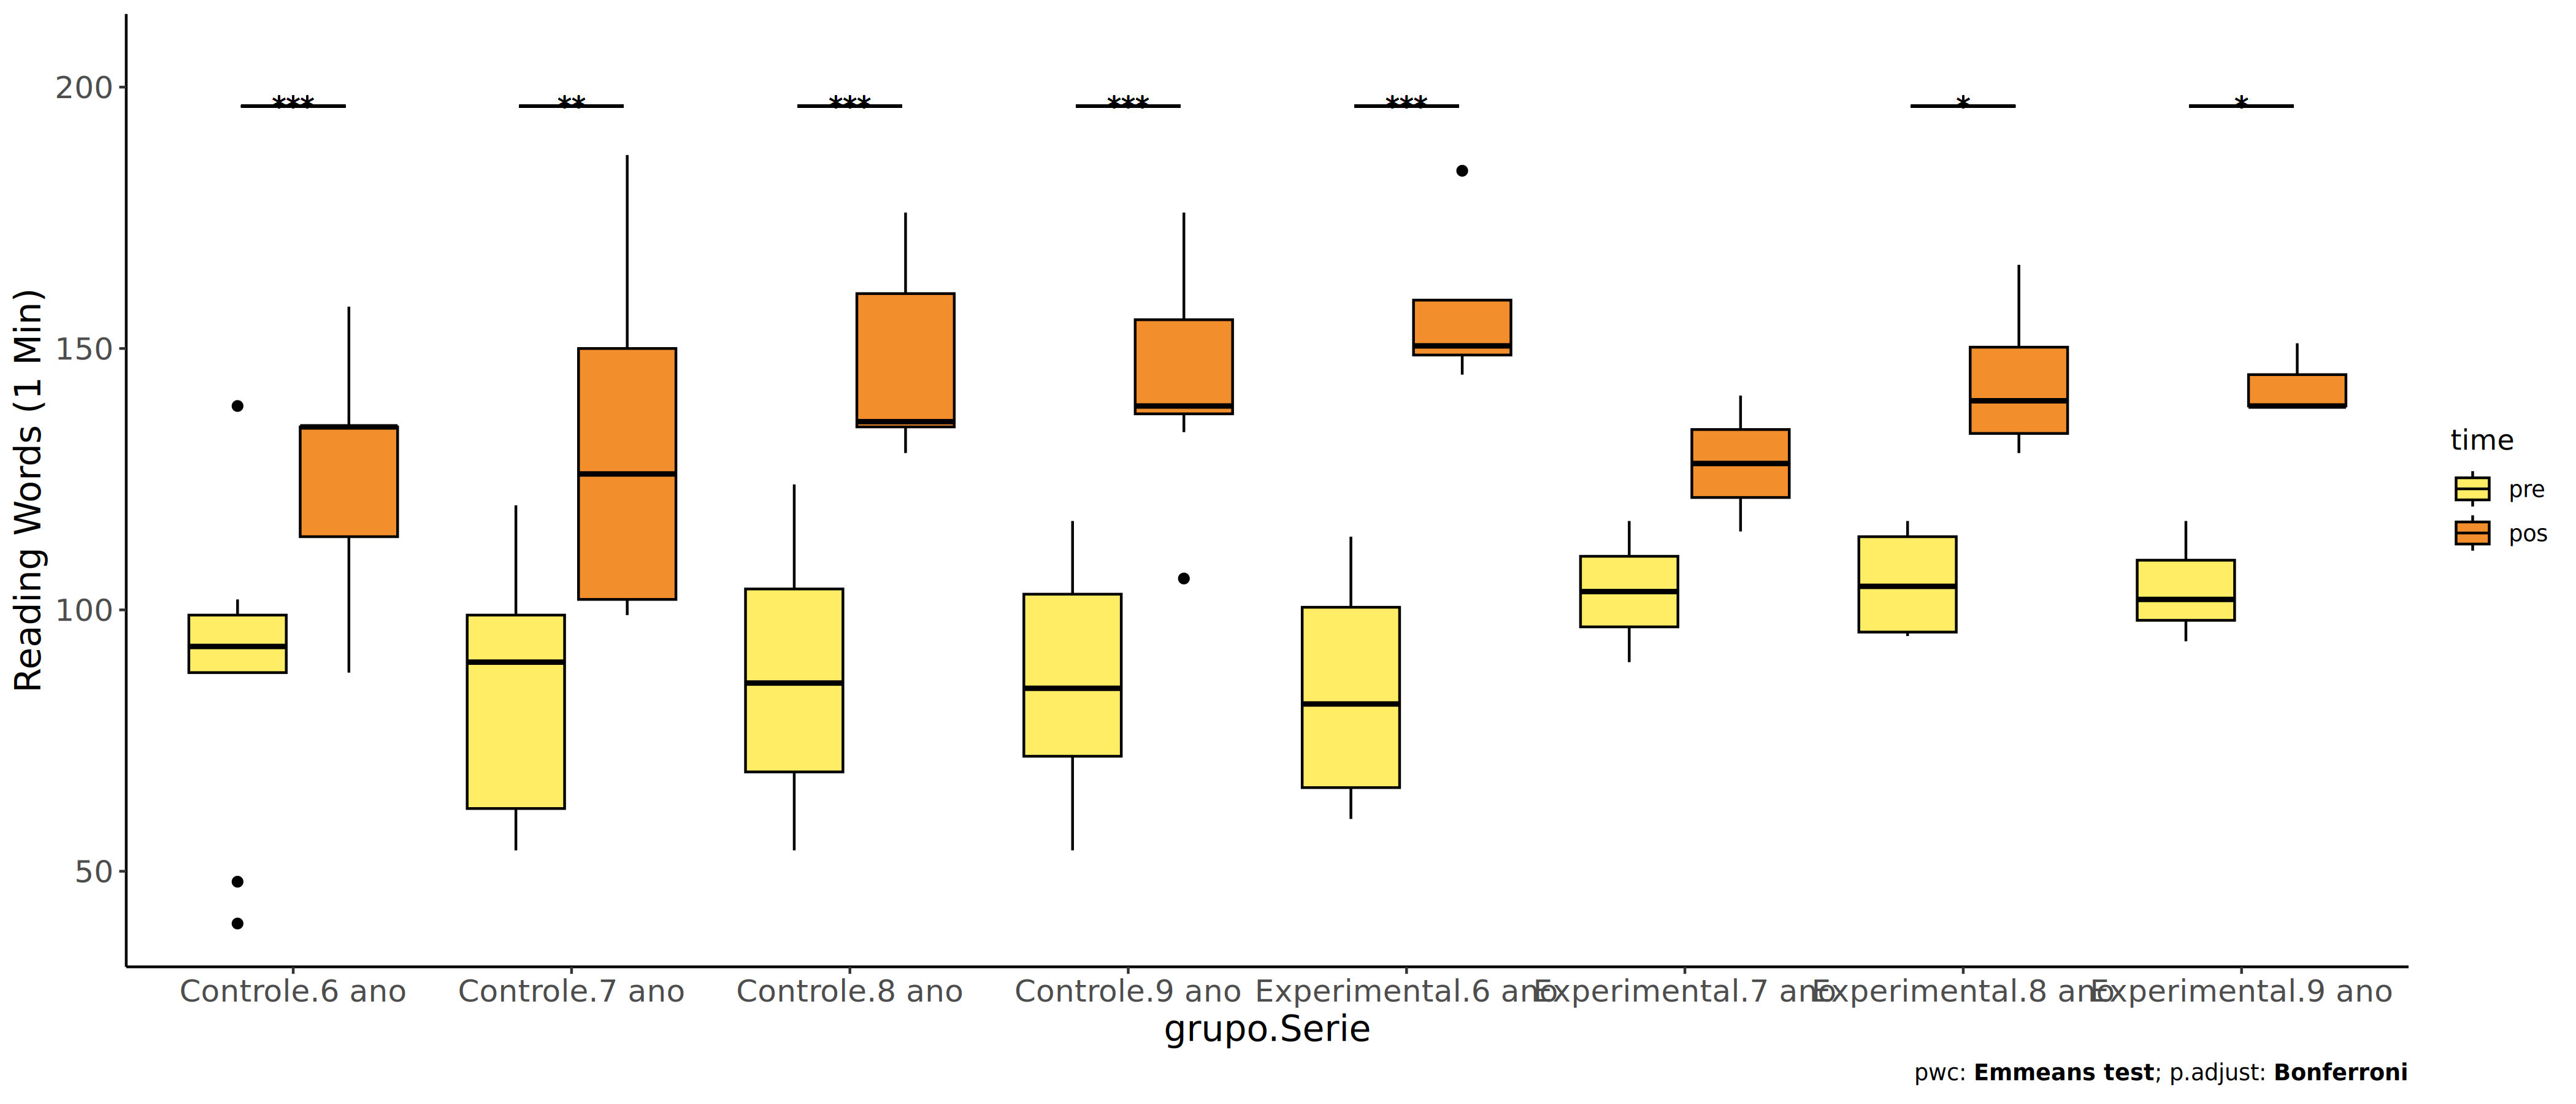 Reading Words (1 Min)
200
150
100
50
*** ** *** *** *** * *
Controle.6 ano Controle.7 ano Controle.8 ano Controle.9 ano Experimental.6 ano Experimental.7 ano Experimental.8 ano Experimental.9 ano
grupo.Serie
time
pre
pos
pwc: Emmeans test; p.adjust: Bonferroni